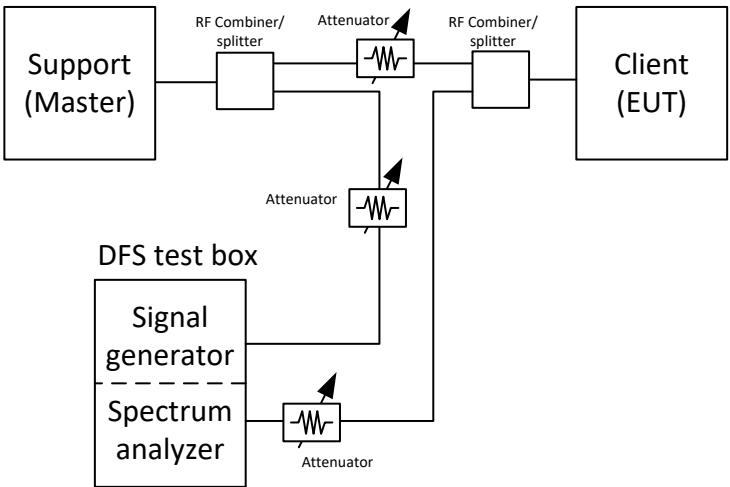 Support
(Master)
RF Combiner/
splitter
Attenuator
RF Combiner/
splitter
Client
(EUT)
Attenuator
DFS test box
Signal
generator
Spectrum
analyzer
Attenuator